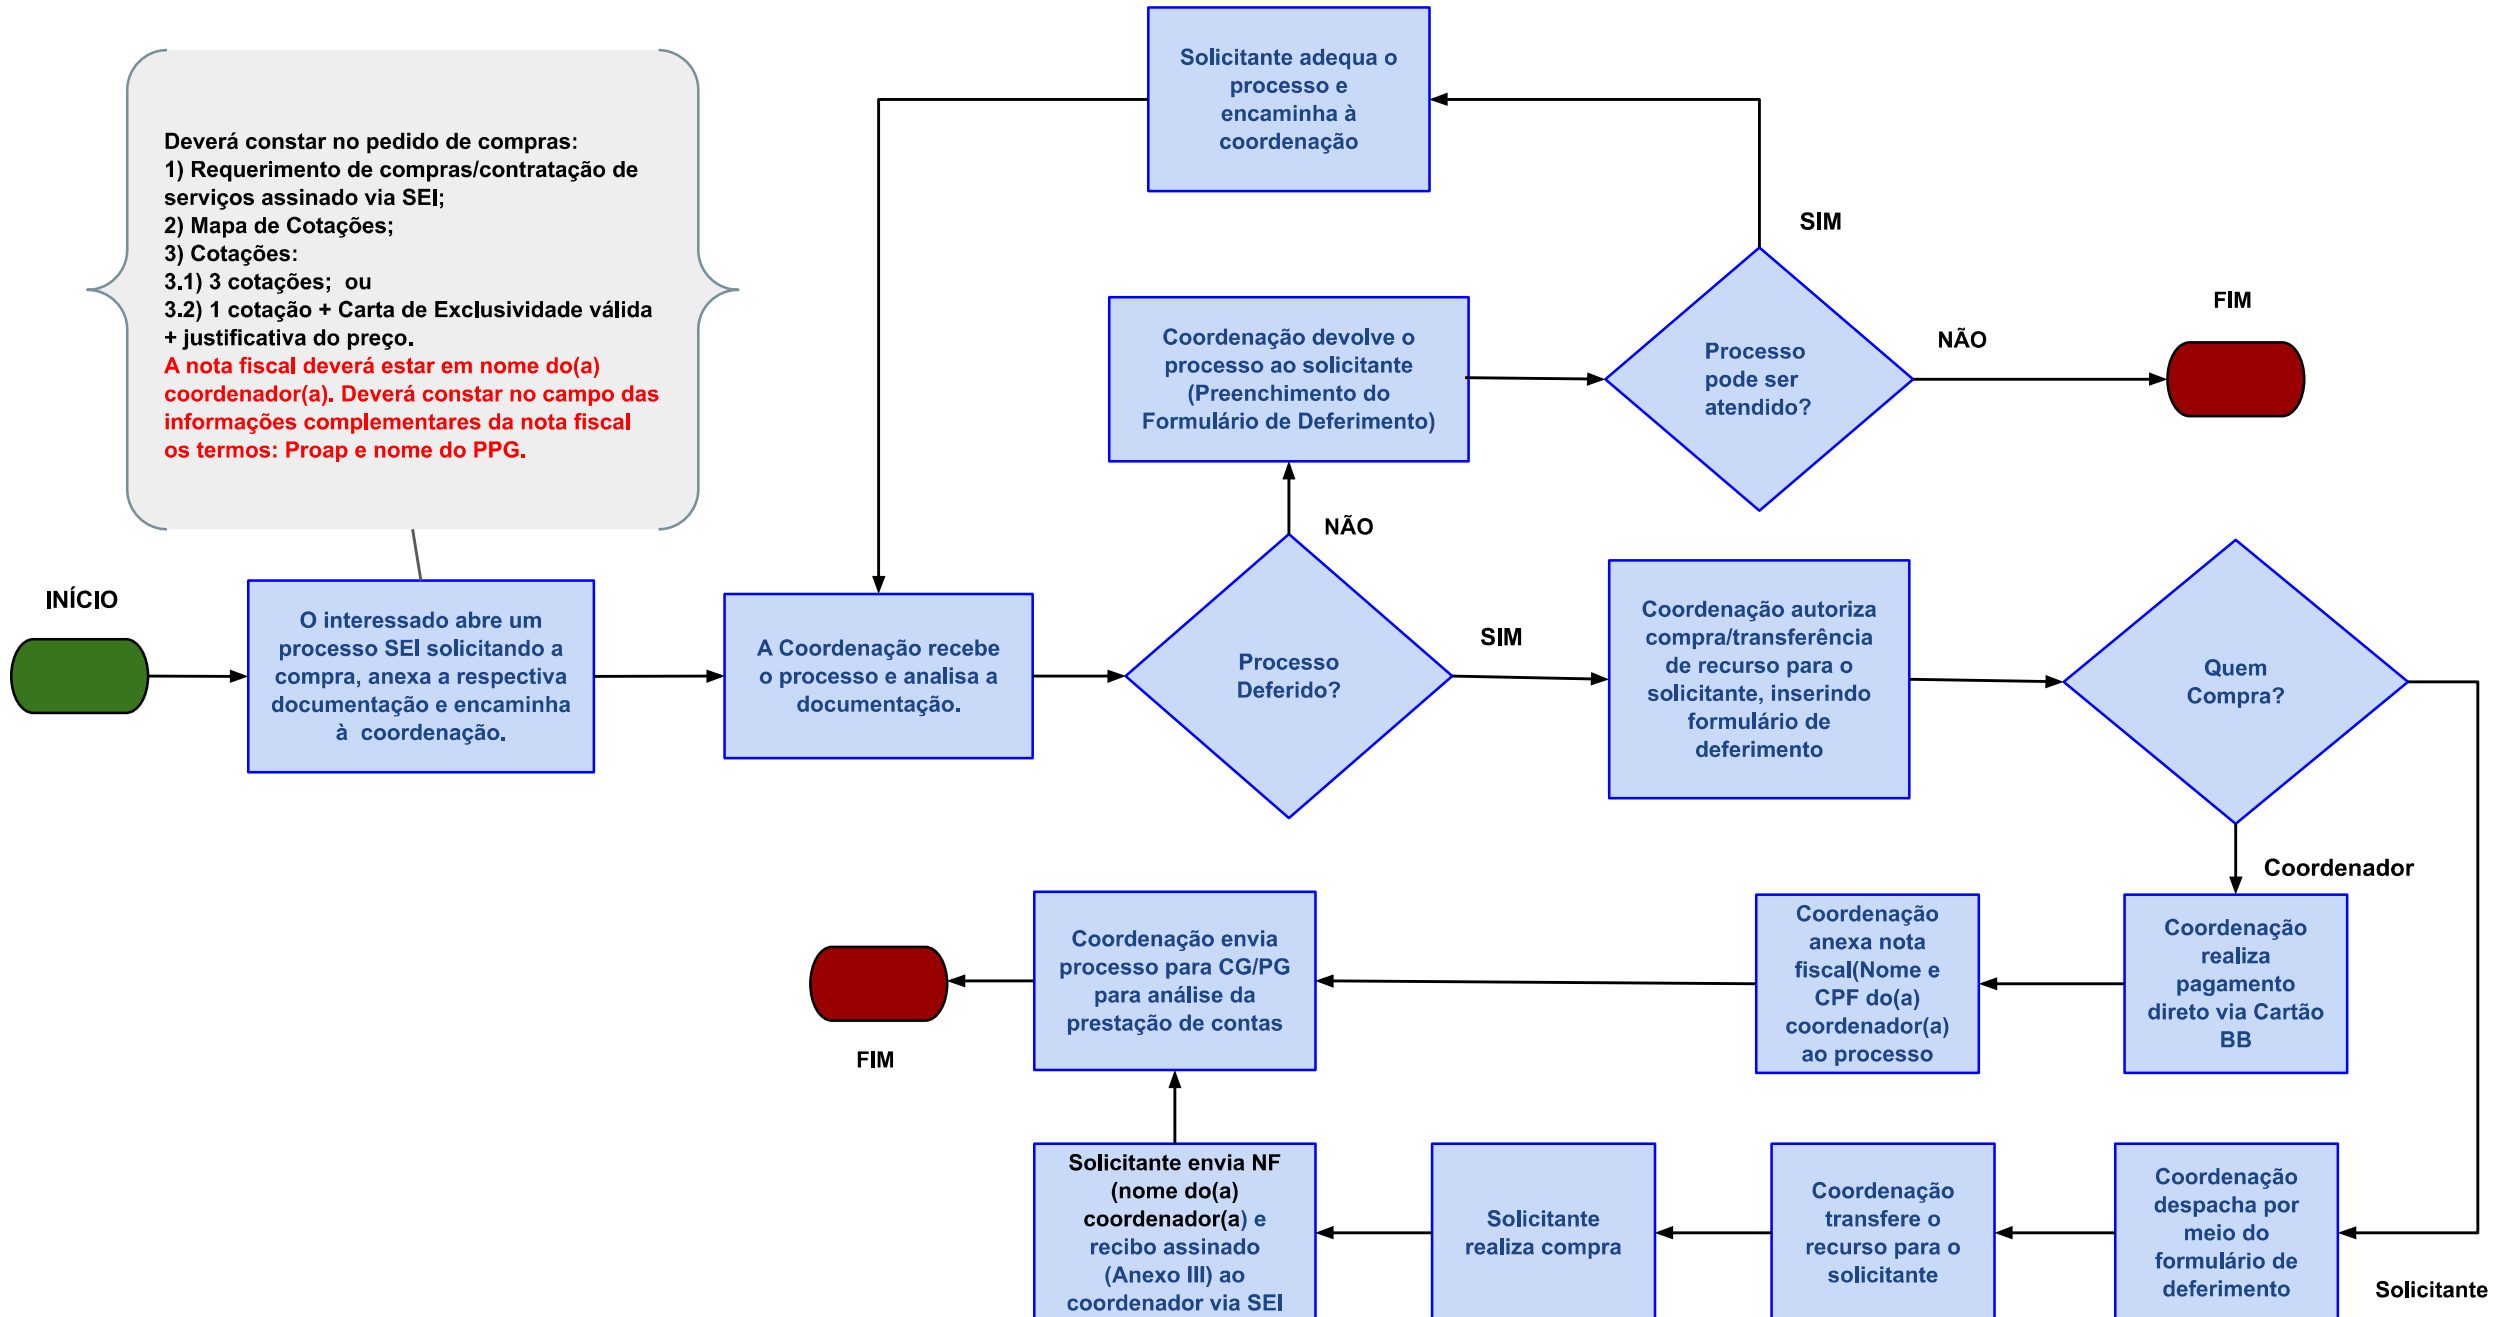 Solicitante adequa o
processo e
encaminha à
coordenação
Deverá constar no pedido de compras:
1) Requerimento de compras/contratação de
serviços assinado via SEI;
2) Mapa de Cotações;
3) Cotações:
3.1) 3 cotações;  ou
3.2) 1 cotação + Carta de Exclusividade válida
+ justificativa do preço.
A nota fiscal deverá estar em nome do(a)
coordenador(a). Deverá constar no campo das
informações complementares da nota fiscal
os termos: Proap e nome do PPG.
SIM
FIM
NÃO
Coordenação devolve o
processo ao solicitante
(Preenchimento do
Formulário de Deferimento)
Processo
pode ser
atendido?
NÃO
INÍCIO
O interessado abre um
processo SEI solicitando a
compra, anexa a respectiva
documentação e encaminha
à  coordenação.
A Coordenação recebe
o processo e analisa a
documentação.
Processo
Deferido?
SIM
Coordenação autoriza
compra/transferência
de recurso para o
solicitante, inserindo
formulário de
deferimento
Quem
Compra?
Coordenador
Coordenação
realiza
pagamento
direto via Cartão
BB
Coordenação
anexa nota
fiscal(Nome e
CPF do(a)
coordenador(a)
ao processo
Coordenação envia
processo para CG/PG
para análise da
prestação de contas
FIM
Solicitante envia NF
(nome do(a)
coordenador(a) e
recibo assinado
(Anexo III) ao
coordenador via SEI
Solicitante
realiza compra
Coordenação
transfere o
recurso para o
solicitante
Coordenação
despacha por
meio do
formulário de
deferimento
Solicitante